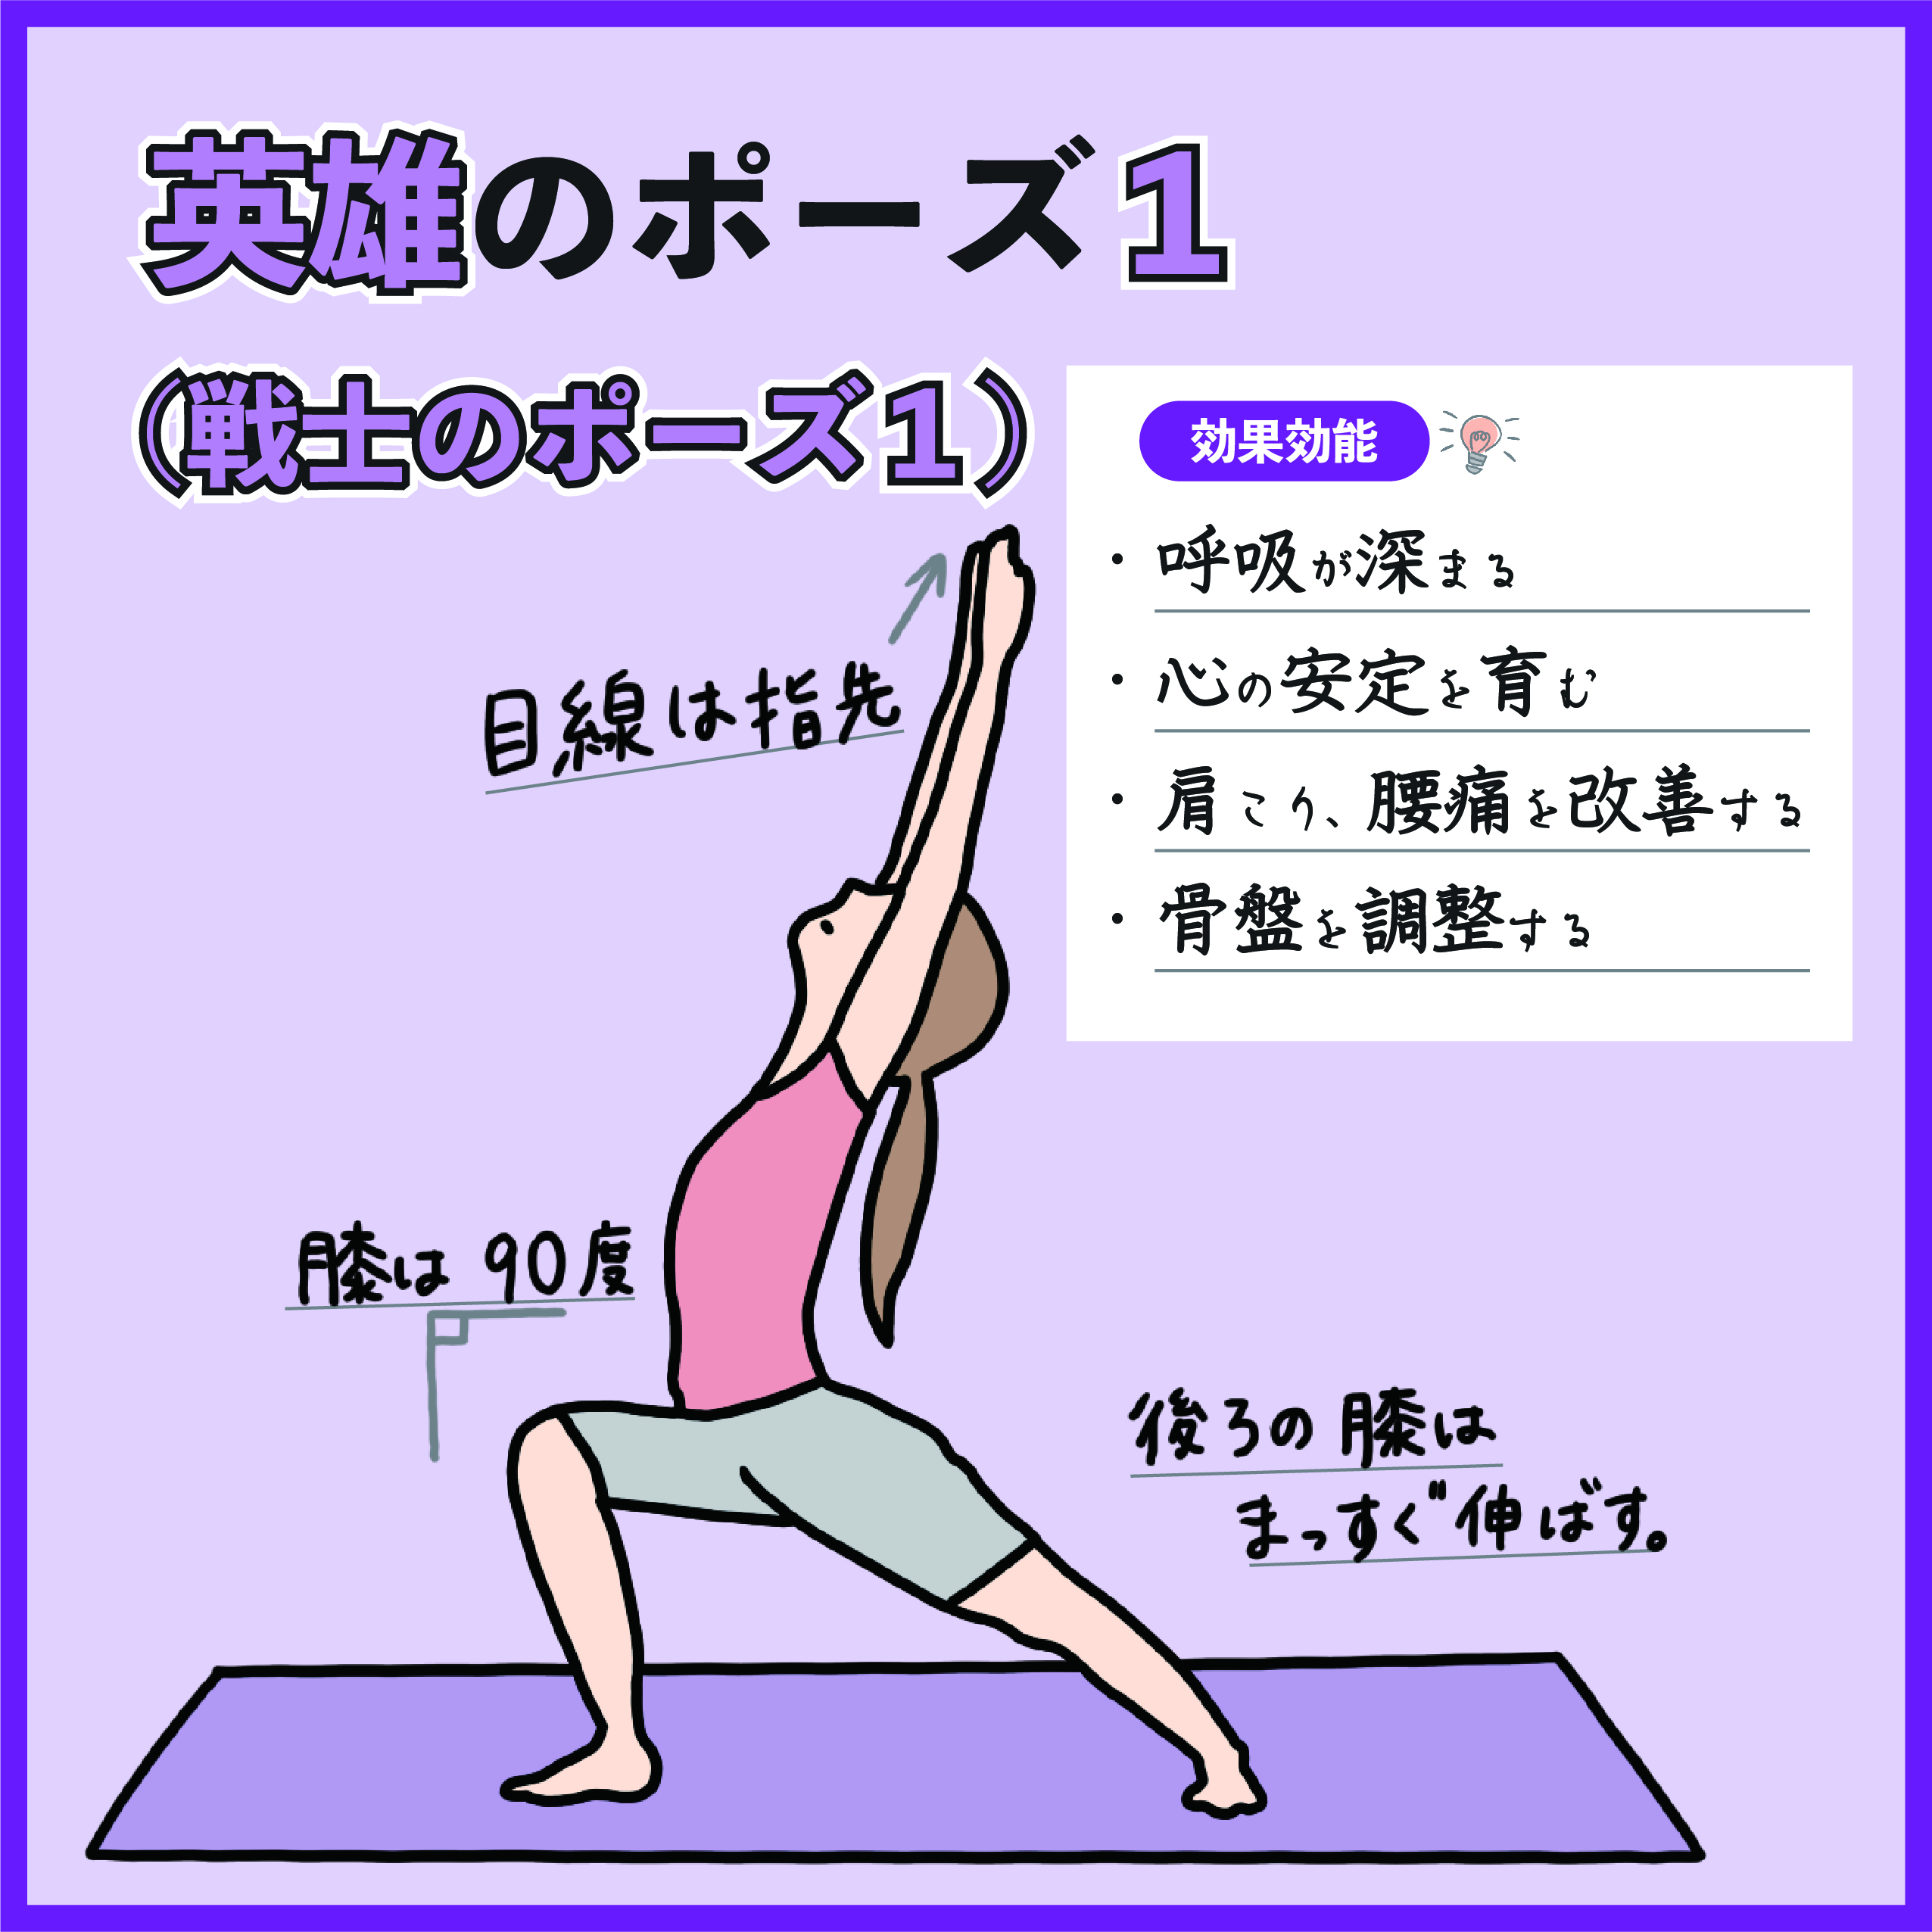 英雄のポーズ1
(戦士のポーズ1)
効果効能
・呼吸が深まる
・心の安定を育む
・肩こり、腰痛を改善する
・骨盤を調整する
目線は指先
膝は90度
後ろの膝は
まっすぐ伸ばす。